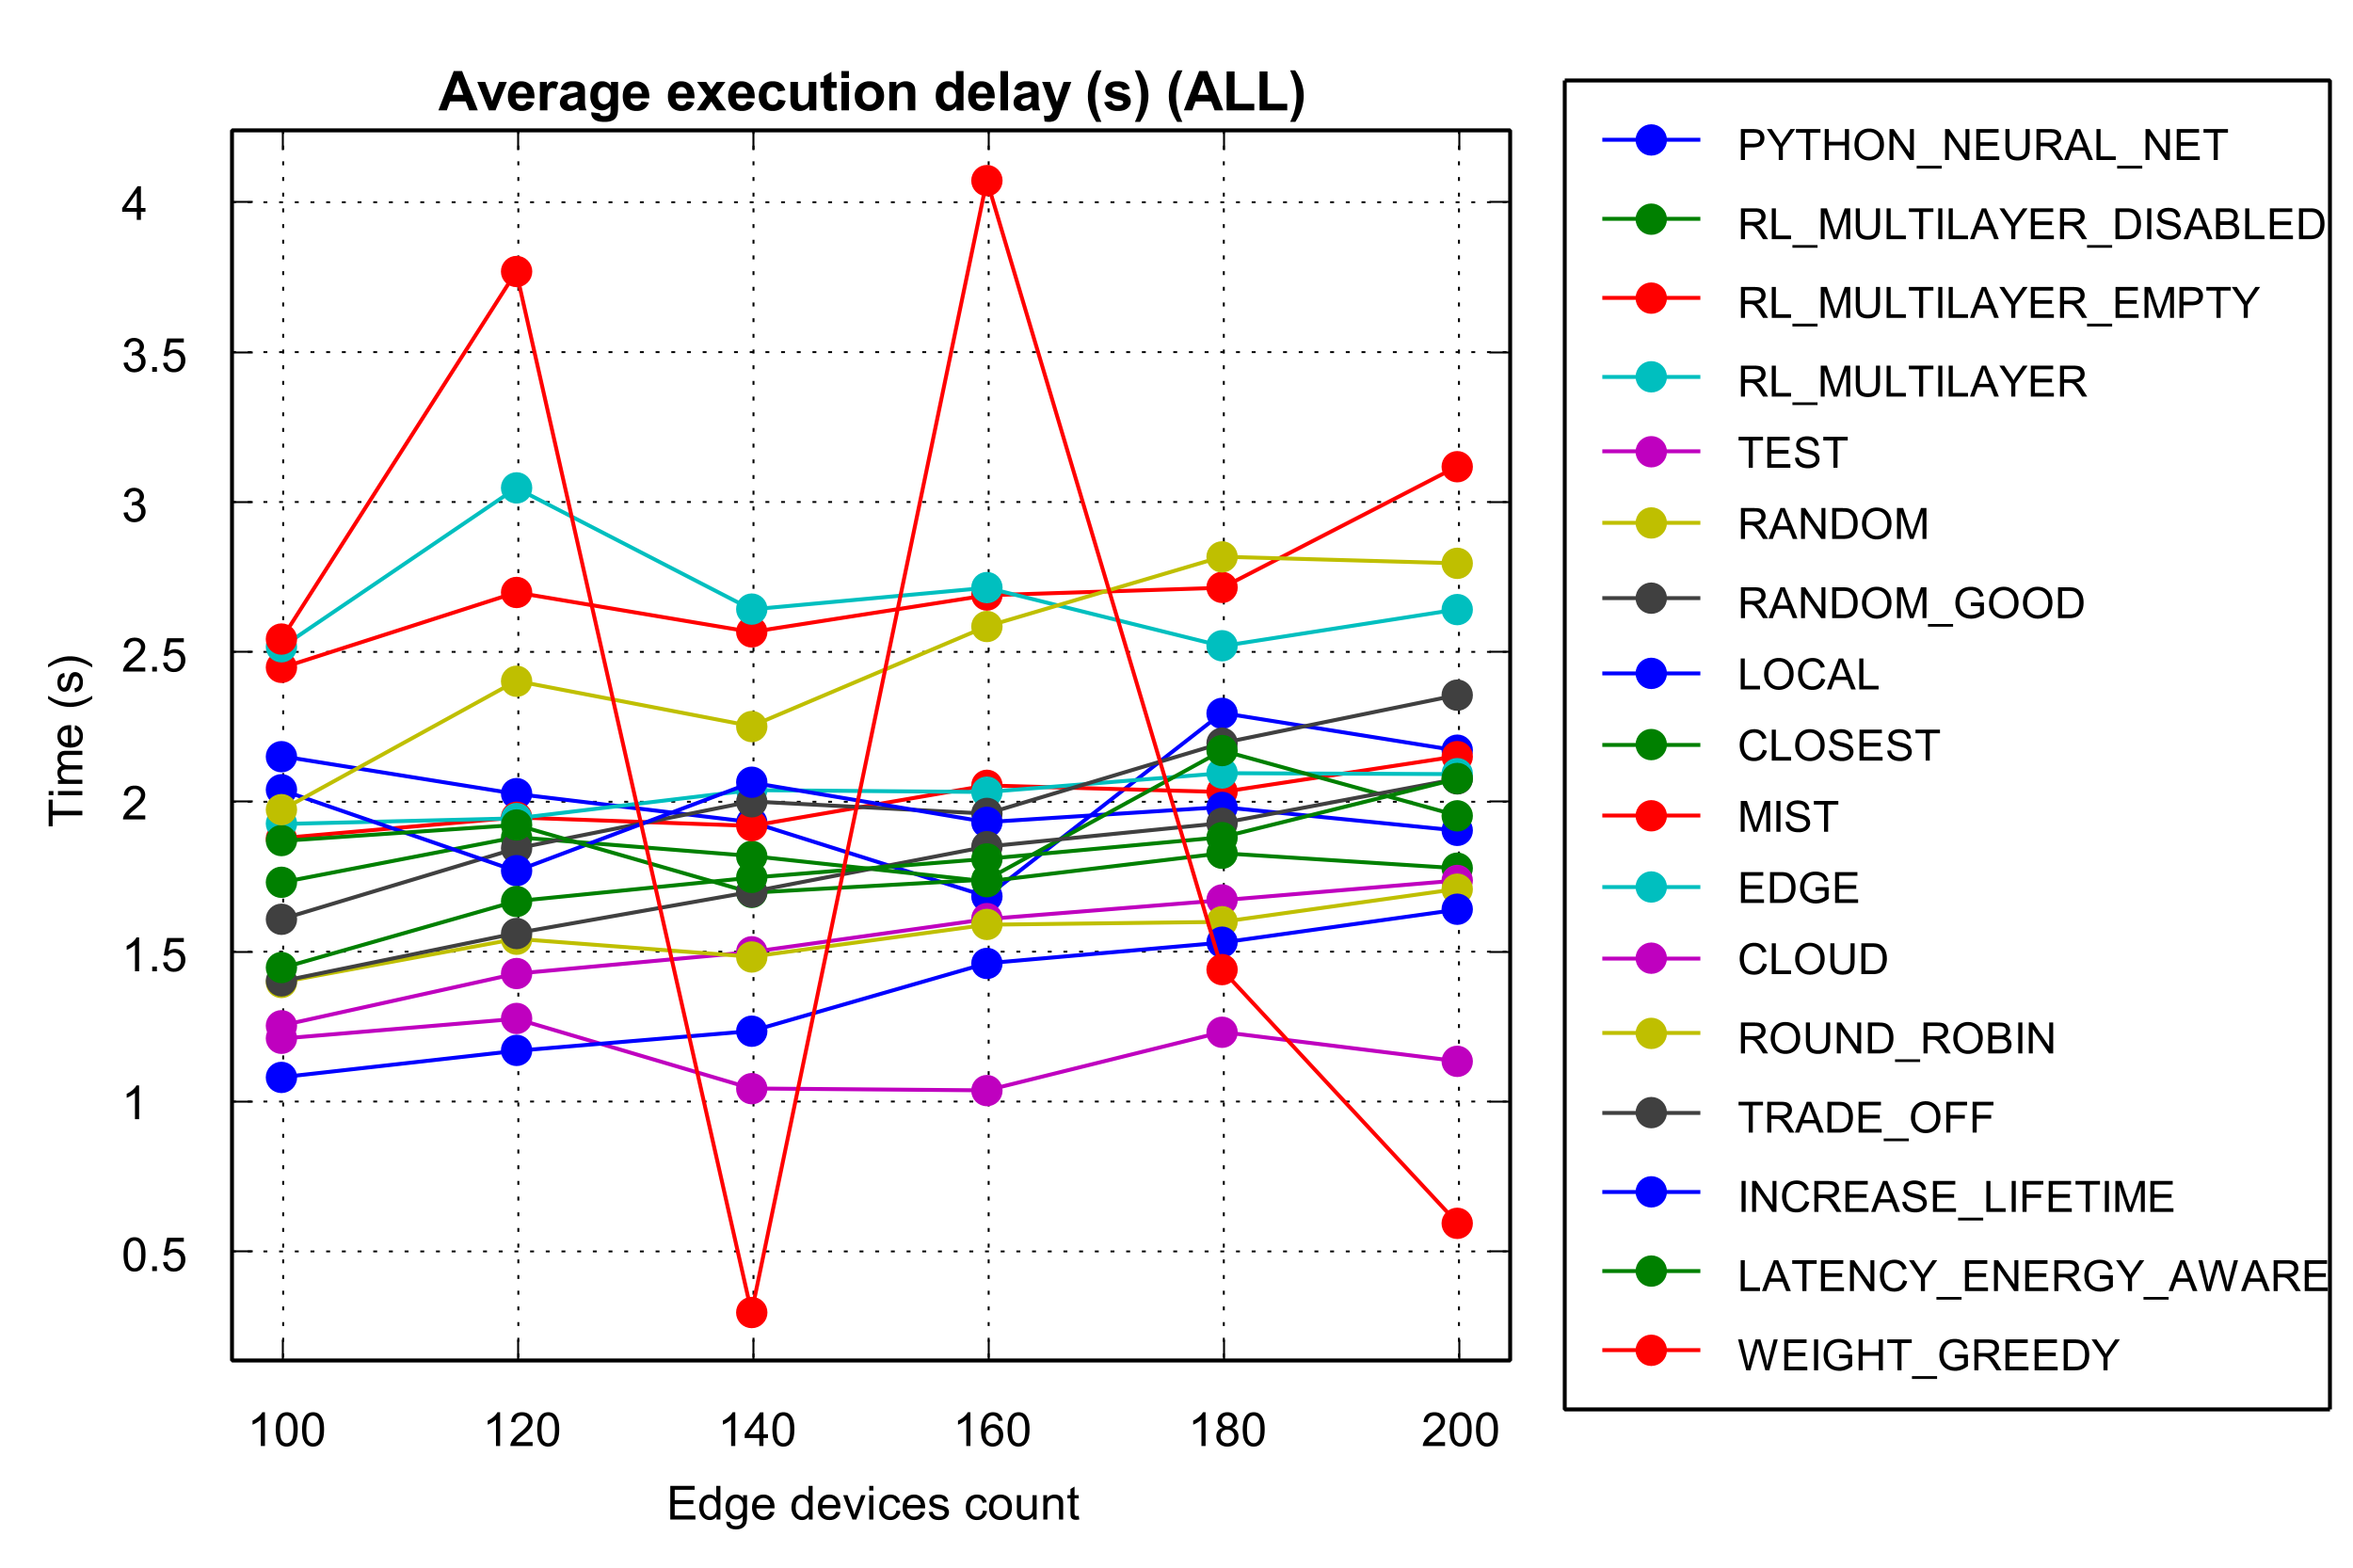 Average execution delay (s) (ALL)
4
3.5
3
2.5
2
1.5
1
0.5
Time (s)
100 120 140 160 180 200
Edge devices count
PYTHON_NEURAL_NET
RL_MULTILAYER_DISABLED
RL_MULTILAYER_EMPTY
RL_MULTILAYER
TEST
RANDOM
RANDOM_GOOD
LOCAL
CLOSEST
MIST
EDGE
CLOUD
ROUND_ROBIN
TRADE_OFF
INCREASE_LIFETIME
LATENCY_ENERGY_AWARE
WEIGHT_GREEDY